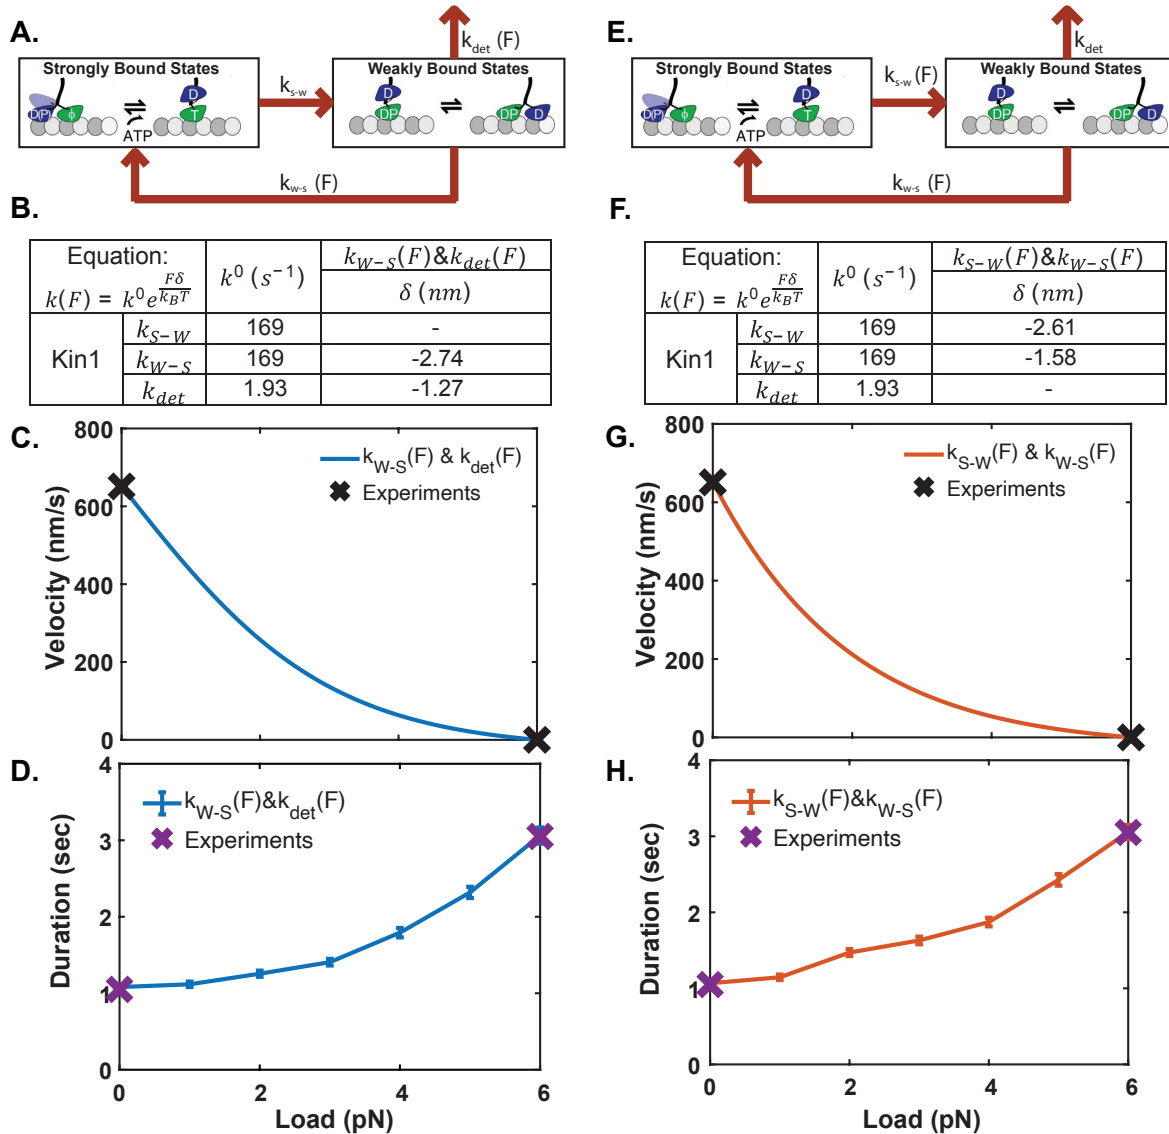 A.
k_det (F)
Strongly Bound States
k_s-w
Weakly Bound States
D(P) ϕ
D
T
ATP
D
DP
DP D
k_w-s (F)
B.
Equation:
k(F) = k^0 e^(Fδ/k_BT)
k^0 (s^-1)
k_W-S(F)&k_det(F)
δ (nm)
Kin1
k_S-W 169 -
k_W-S 169 -2.74
k_det 1.93 -1.27
C.
Velocity (nm/s)
800
600
400
200
0
k_W-S(F) & k_det(F)
Experiments
D.
Duration (sec)
4
3
2
1
0
k_W-S(F)&k_det(F)
Experiments
0 2 4 6
Load (pN)
E.
k_det
Strongly Bound States
k_s-w (F)
Weakly Bound States
D(P) ϕ
D
T
ATP
D
DP
DP D
k_w-s (F)
F.
Equation:
k(F) = k^0 e^(Fδ/k_BT)
k^0 (s^-1)
k_S-W(F)&k_W-S(F)
δ (nm)
Kin1
k_S-W 169 -2.61
k_W-S 169 -1.58
k_det 1.93 -
G.
Velocity (nm/s)
800
600
400
200
0
k_S-W(F) & k_W-S(F)
Experiments
H.
Duration (sec)
4
3
2
1
0
k_S-W(F)&k_W-S(F)
Experiments
0 2 4 6
Load (pN)